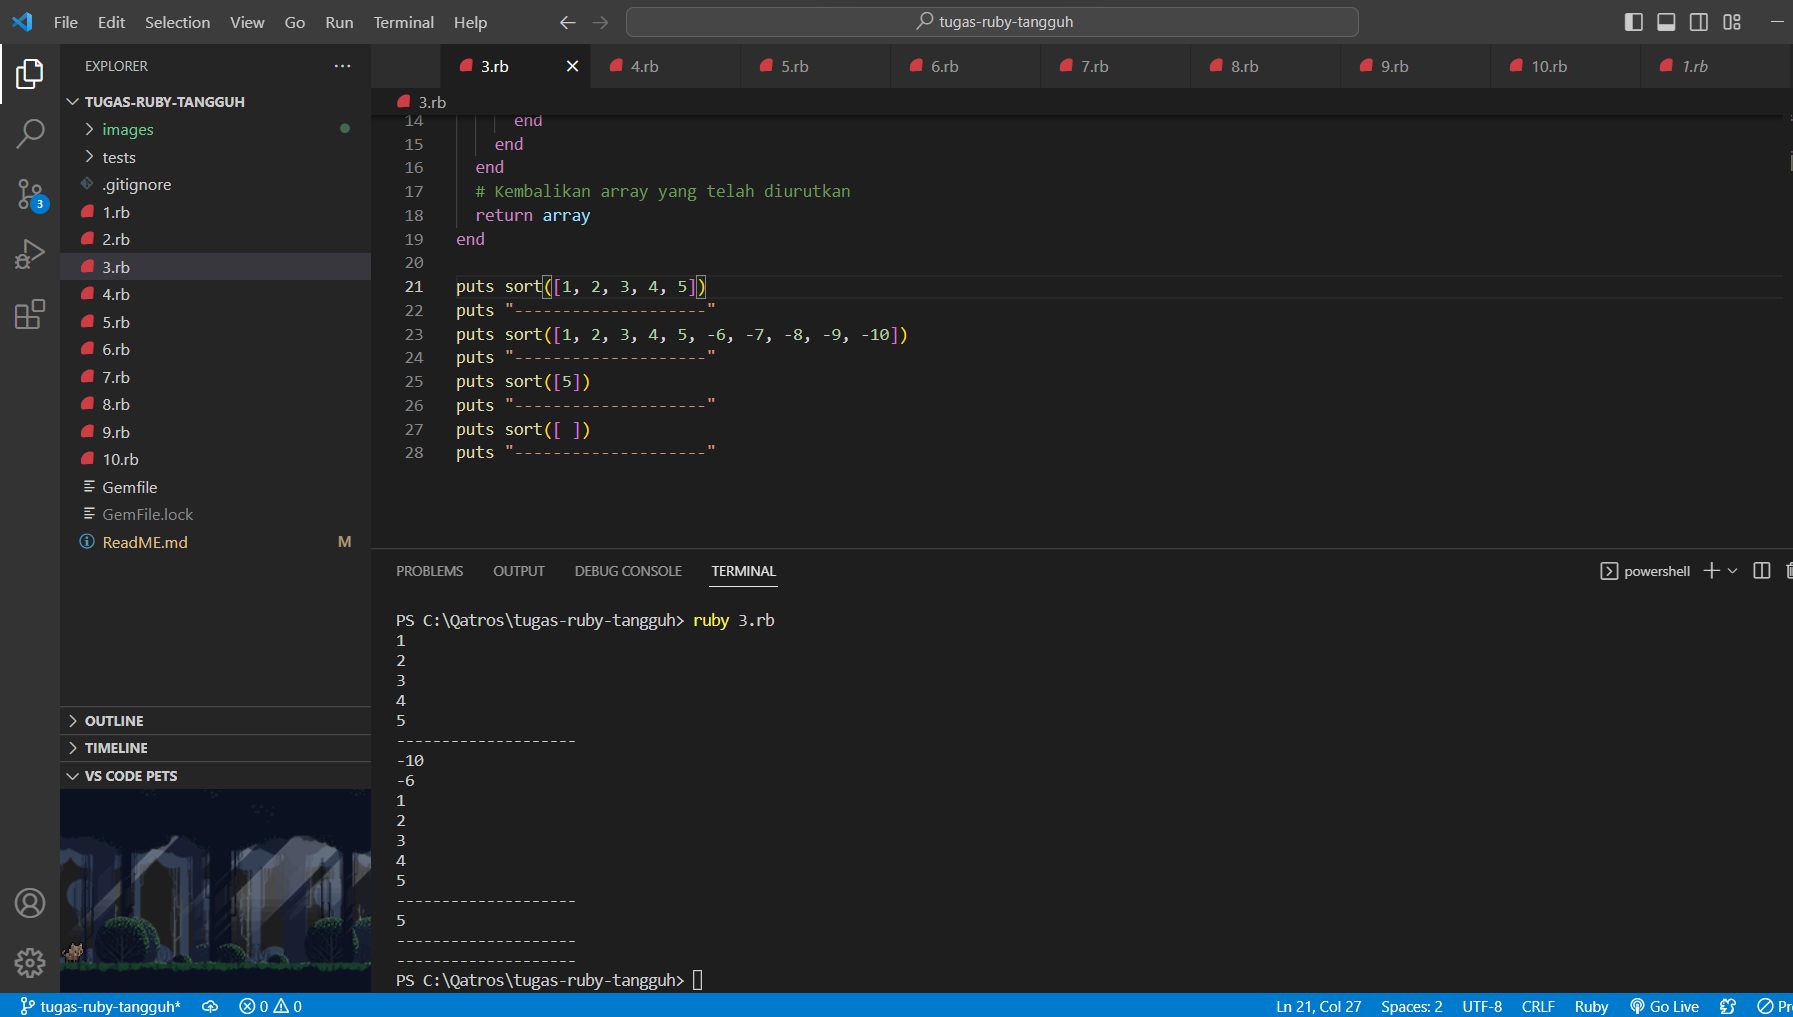 File Edit Selection View Go Run Terminal Help
tugas-ruby-tangguh
EXPLORER
TUGAS-RUBY-TANGGUH
images
tests
.gitignore
1.rb
2.rb
3.rb
4.rb
5.rb
6.rb
7.rb
8.rb
9.rb
10.rb
Gemfile
GemFile.lock
ReadME.md M
OUTLINE
TIMELINE
VS CODE PETS
3
3.rb 4.rb 5.rb 6.rb 7.rb 8.rb 9.rb 10.rb 1.rb
3.rb
14 end
15 end
16 end
17 # Kembalikan array yang telah diurutkan
18 return array
19 end
20
21 puts sort([1, 2, 3, 4, 5])
22 puts "--------------------"
23 puts sort([1, 2, 3, 4, 5, -6, -7, -8, -9, -10])
24 puts "--------------------"
25 puts sort([5])
26 puts "--------------------"
27 puts sort([ ])
28 puts "--------------------"
PROBLEMS OUTPUT DEBUG CONSOLE TERMINAL
powershell
PS C:\Qatros\tugas-ruby-tangguh> ruby 3.rb
1
2
3
4
5
--------------------
-10
-6
1
2
3
4
5
--------------------
5
--------------------
--------------------
PS C:\Qatros\tugas-ruby-tangguh>
tugas-ruby-tangguh* 0 0 Ln 21, Col 27 Spaces: 2 UTF-8 CRLF Ruby Go Live